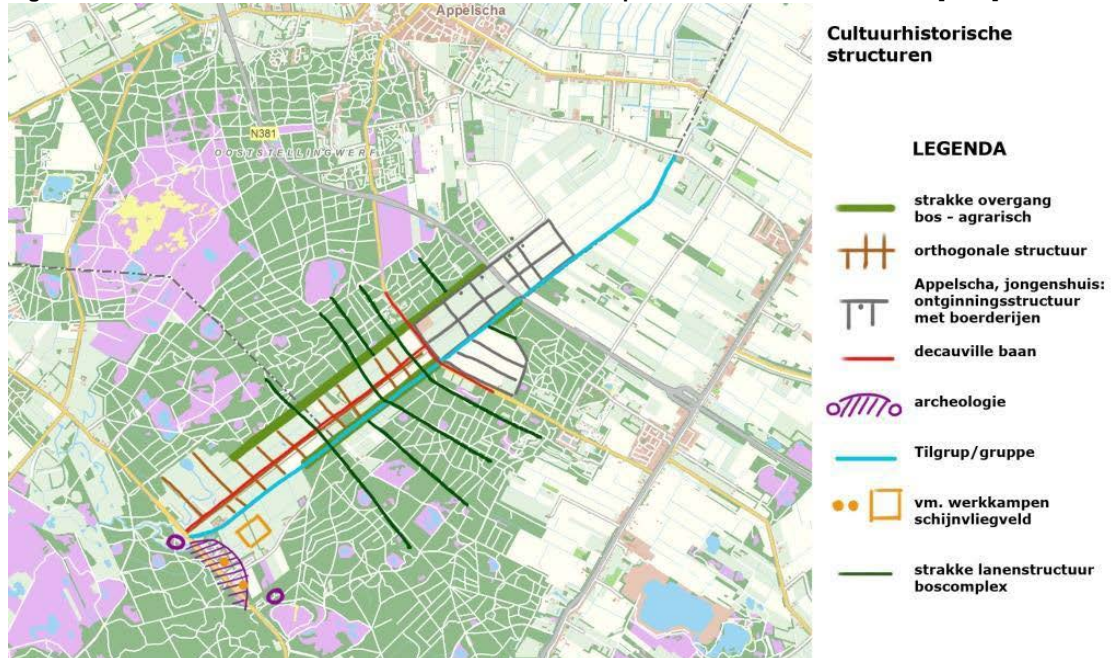 Appelscha
N381
OOSTSTELLINGWERF
Cultuurhistorische
structuren
LEGENDA
strakke overgang
bos – agrarisch
orthogonale structuur
Appelscha, jongenshuis:
ontginningsstructuur
met boerderijen
decauville baan
archeologie
Tilgrup/gruppe
vm. werkkampen
schijnvliegveld
strakke lanenstructuur
boscomplex